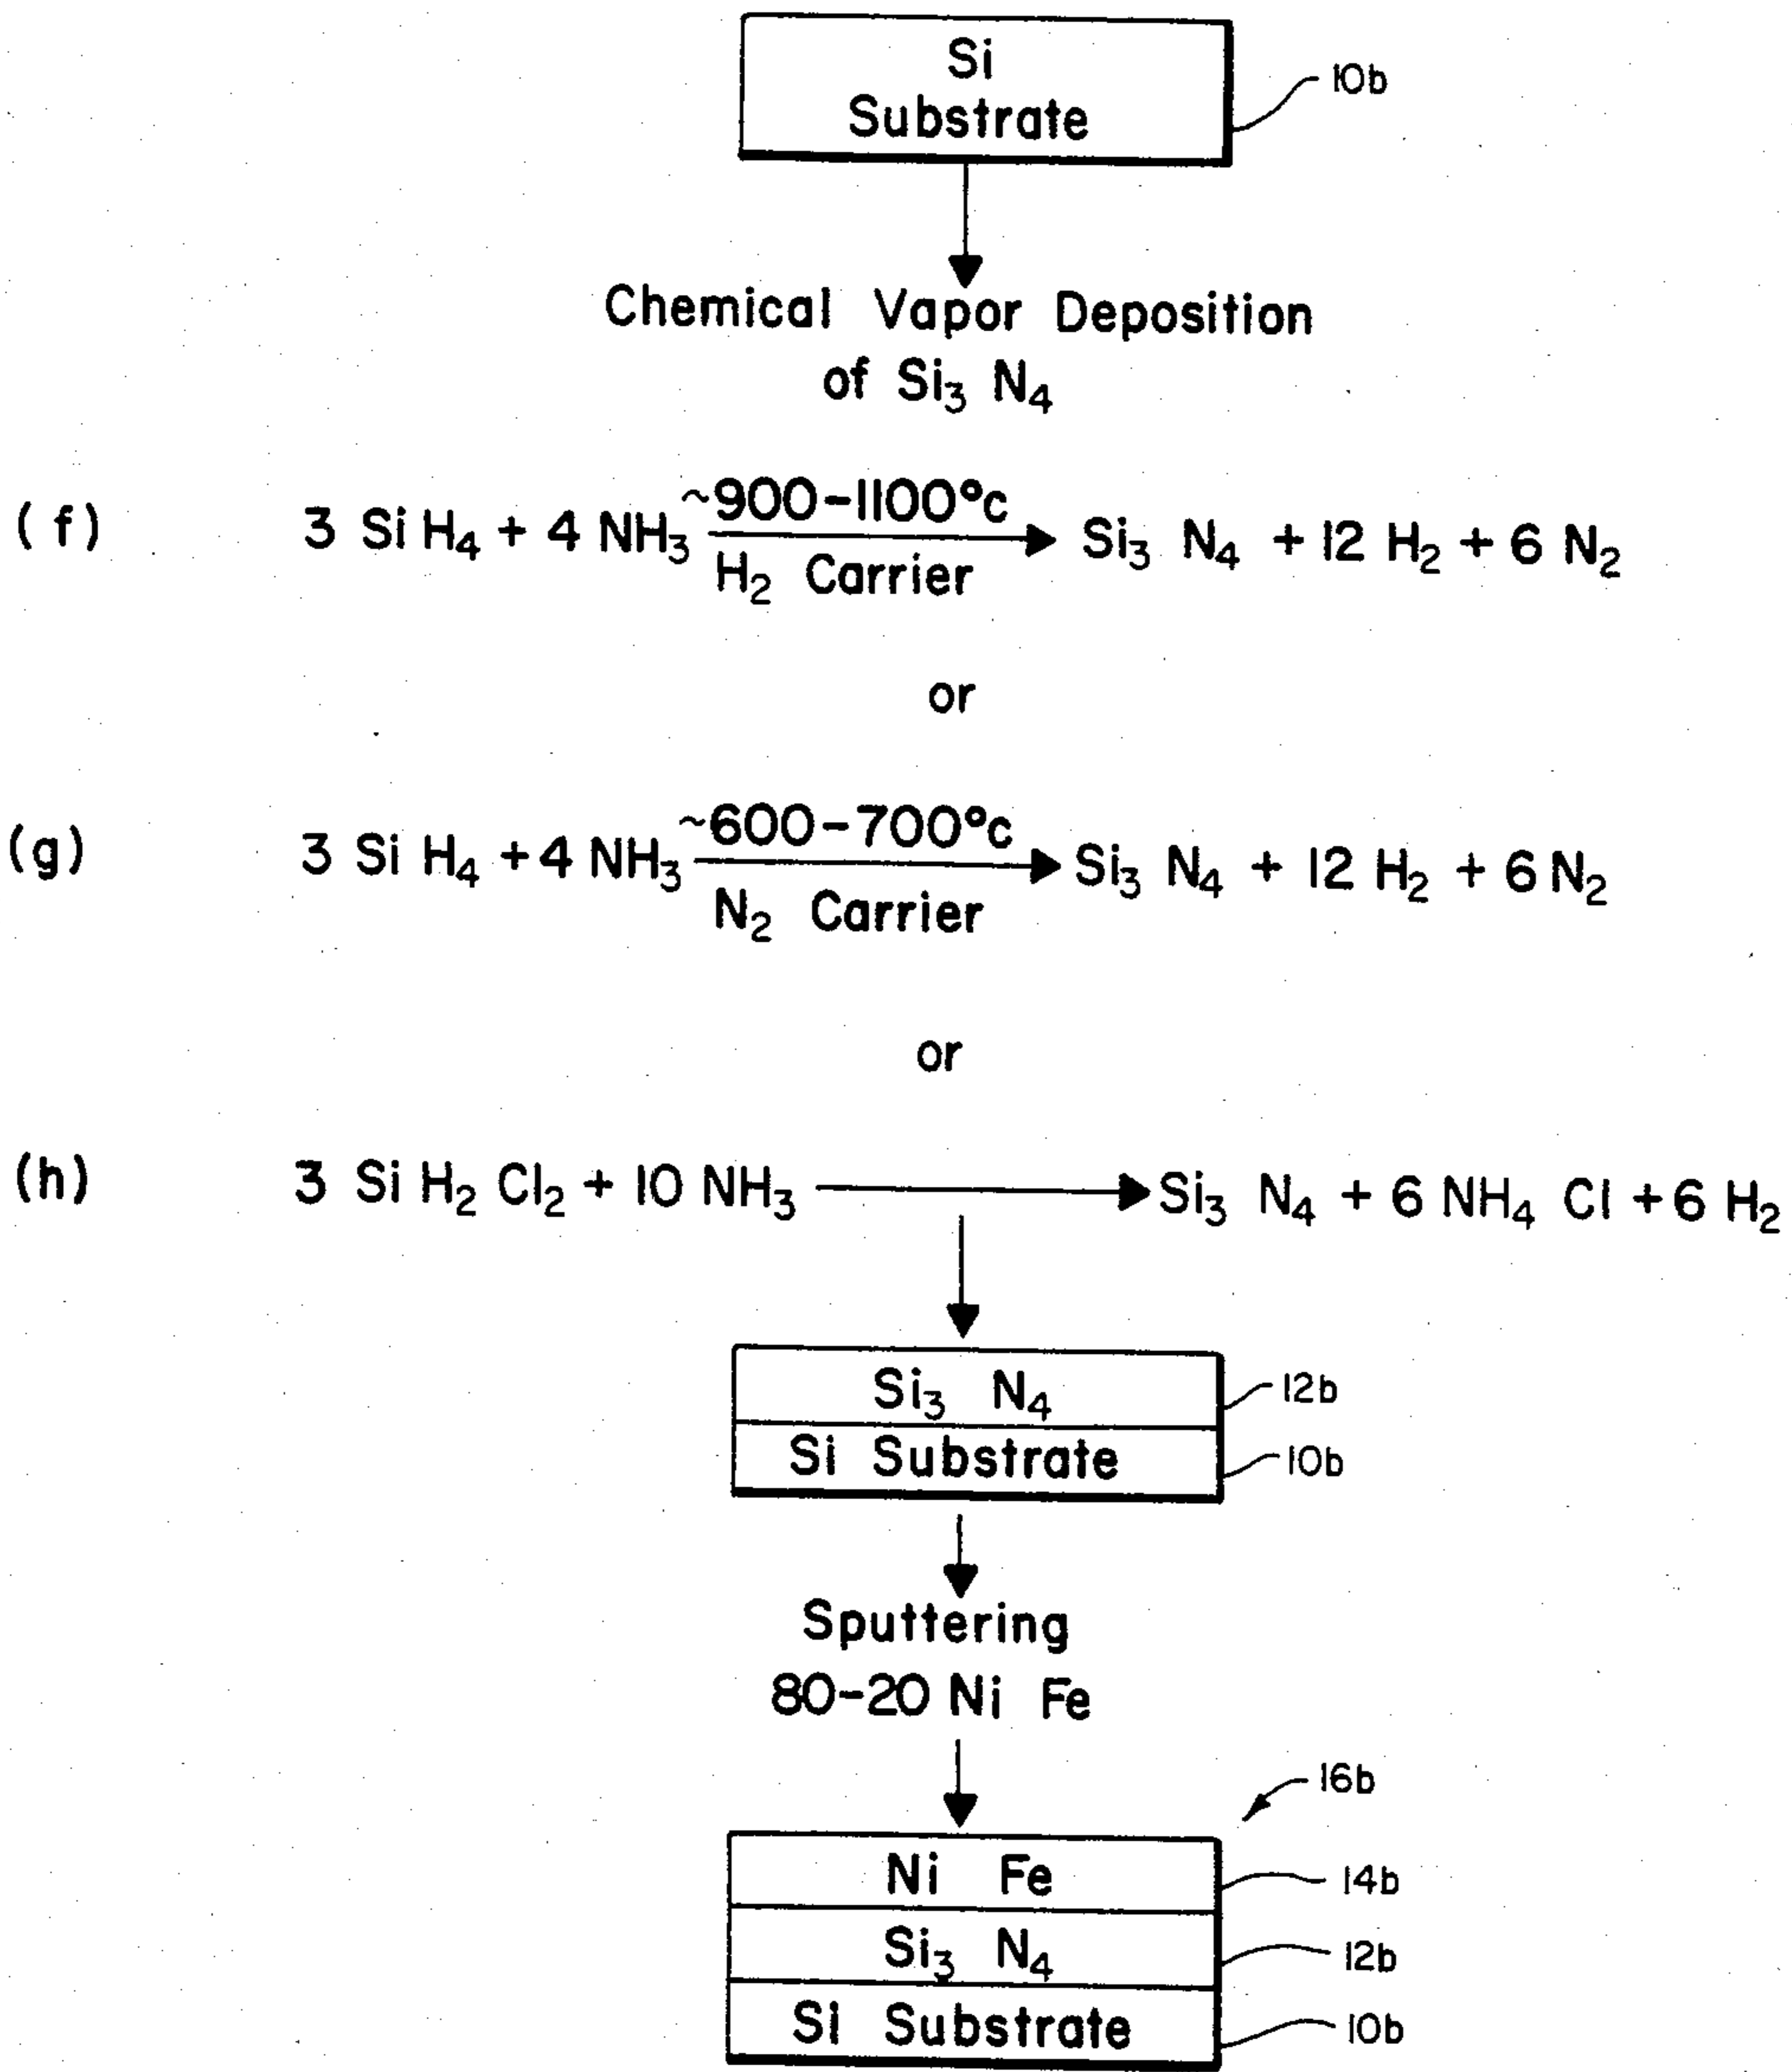 Si
Substrate
10b
Chemical Vapor Deposition
of Si₃ N₄
(f) 3 Si H₄ + 4 NH₃ ~900-1100°c Si₃ N₄ + 12 H₂ + 6 N₂
H₂ Carrier
or
(g) 3 Si H₄ + 4 NH₃ ~600-700°c Si₃ N₄ + 12 H₂ + 6 N₂
N₂ Carrier
or
(h) 3 Si H₂ Cl₂ + 10 NH₃ Si₃ N₄ + 6 NH₄ Cl + 6 H₂
Si₃ N₄ 12b
Si Substrate 10b
Sputtering
80-20 Ni Fe
16b
Ni Fe 14b
Si₃ N₄ 12b
Si Substrate 10b